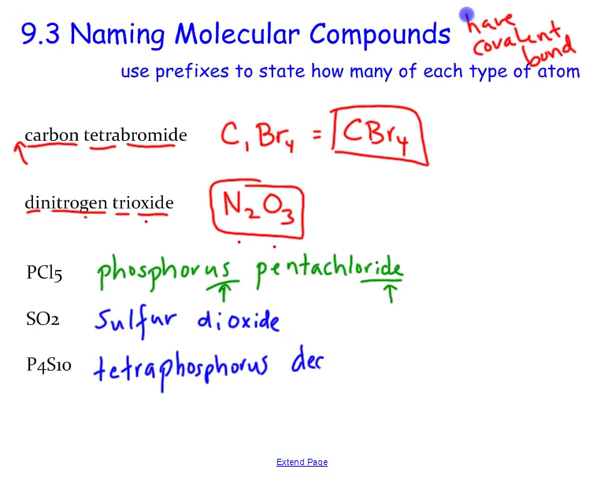 9.3 Naming Molecular Compounds have covalent bond
use prefixes to state how many of each type of atom
carbon tetrabromide C₁Br₄ = CBr₄
dinitrogen trioxide N₂O₃
PCl5 phosphorus pentachloride
SO2 sulfur dioxide
P4S10 tetraphosphorus dec
Extend Page